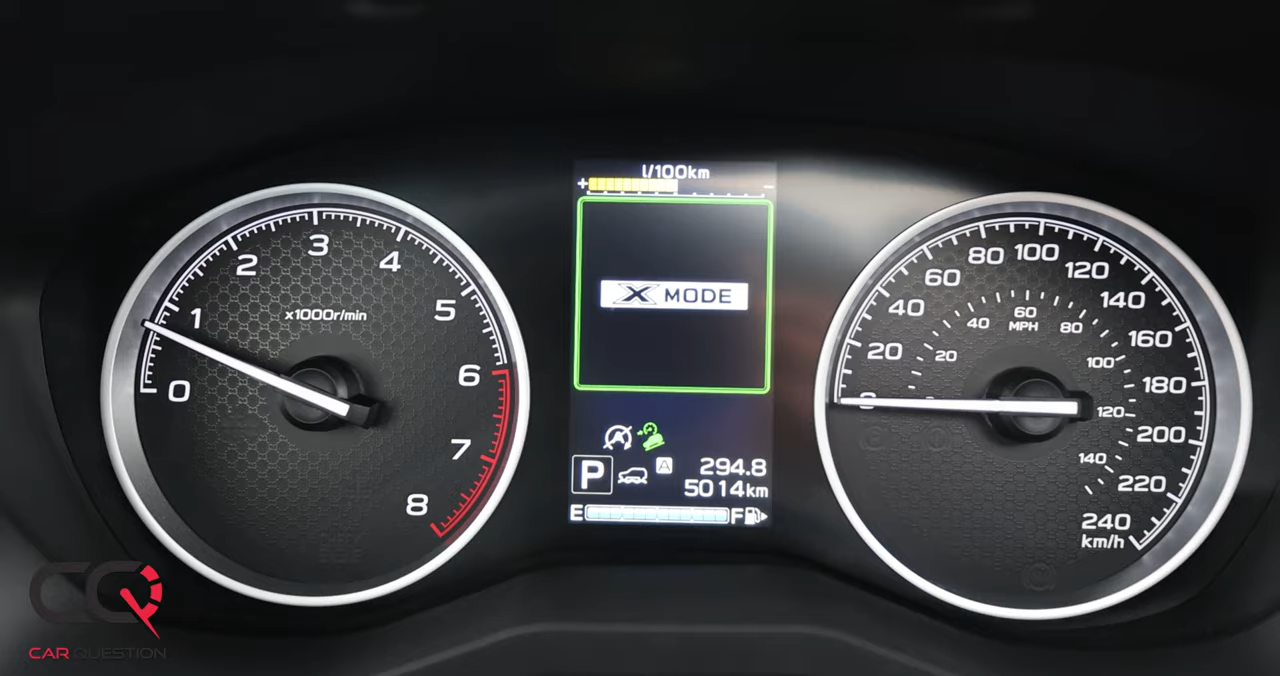 0
1
2
3
4
5
6
7
8
x1000r/min
l/100km
+ −
X MODE
A
P A 294.8
5014km
E F
20
40
60
80
100
120
140
160
180
200
220
240
km/h
20
40
60
80
100
120
140
MPH
CQ
CAR QUESTION